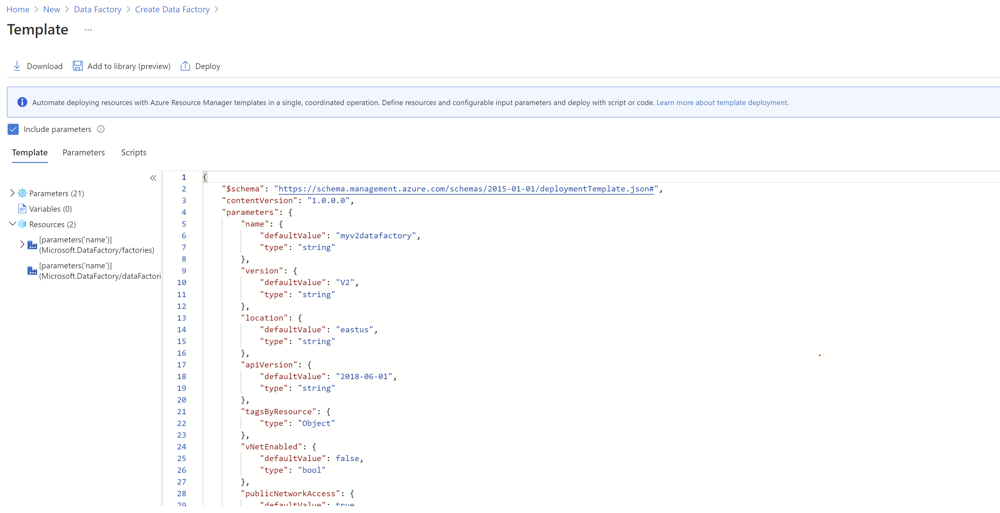 Home > New > Data Factory > Create Data Factory >
Template ...
Download Add to library (preview) Deploy
Automate deploying resources with Azure Resource Manager templates in a single, coordinated operation. Define resources and configurable input parameters and deploy with script or code. Learn more about template deployment.
Include parameters
Template Parameters Scripts
Parameters (21)
Variables (0)
Resources (2)
[parameters('name')]
(Microsoft.DataFactory/factories)
[parameters('name')]
(Microsoft.DataFactory/dataFactori
1 {
2 "$schema": "https://schema.management.azure.com/schemas/2015-01-01/deploymentTemplate.json#",
3 "contentVersion": "1.0.0.0",
4 "parameters": {
5 "name": {
6 "defaultValue": "myv2datafactory",
7 "type": "string"
8 },
9 "version": {
10 "defaultValue": "V2",
11 "type": "string"
12 },
13 "location": {
14 "defaultValue": "eastus",
15 "type": "string"
16 },
17 "apiVersion": {
18 "defaultValue": "2018-06-01",
19 "type": "string"
20 },
21 "tagsByResource": {
22 "type": "Object"
23 },
24 "vNetEnabled": {
25 "defaultValue": false,
26 "type": "bool"
27 },
28 "publicNetworkAccess": {
29 "defaultValue": true